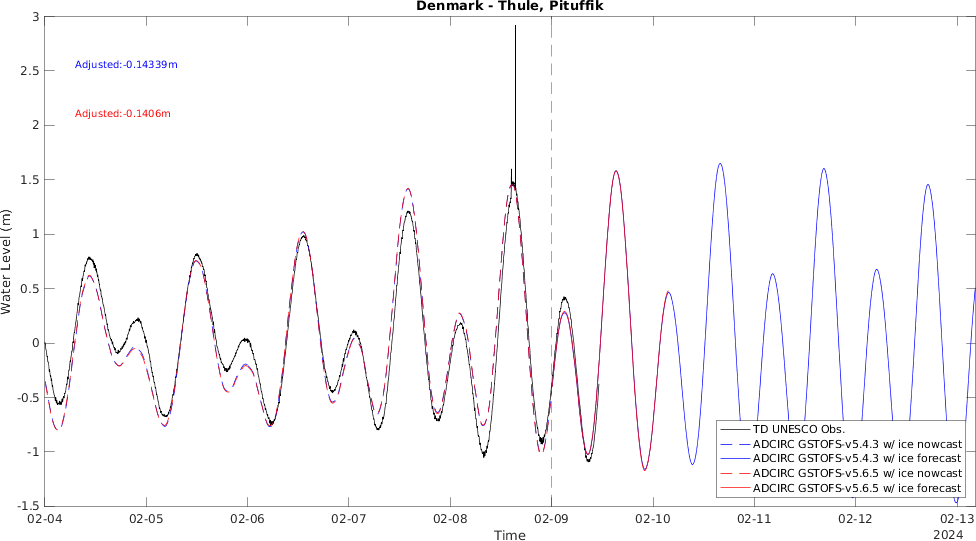 Denmark - Thule, Pituffik
3
2.5
2
1.5
1
0.5
0
-0.5
-1
-1.5
Water Level (m)
Adjusted:-0.14339m
Adjusted:-0.1406m
TD UNESCO Obs.
ADCIRC GSTOFS-v5.4.3 w/ ice nowcast
ADCIRC GSTOFS-v5.4.3 w/ ice forecast
ADCIRC GSTOFS-v5.6.5 w/ ice nowcast
ADCIRC GSTOFS-v5.6.5 w/ ice forecast
02-04 02-05 02-06 02-07 02-08 02-09 02-10 02-11 02-12 02-13
Time
2024